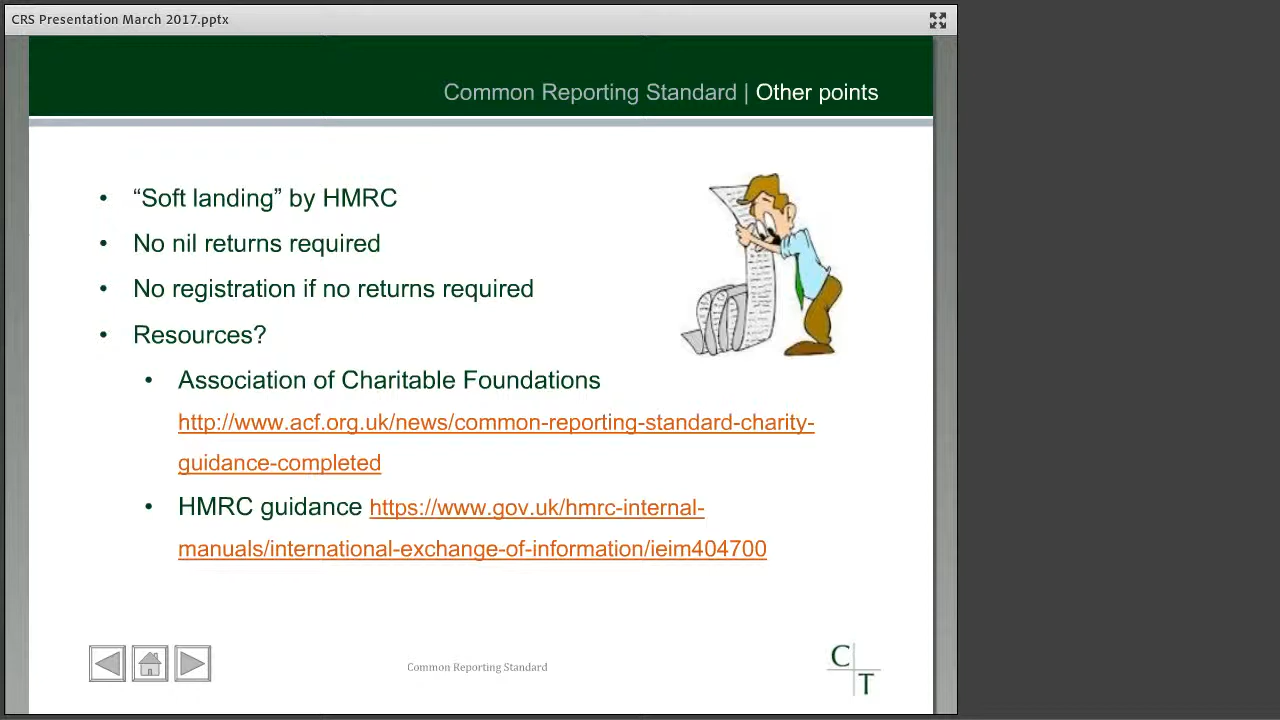 CRS Presentation March 2017.pptx
Common Reporting Standard | Other points
• “Soft landing” by HMRC
• No nil returns required
• No registration if no returns required
• Resources?
• Association of Charitable Foundations
http://www.acf.org.uk/news/common-reporting-standard-charity-
guidance-completed
• HMRC guidance https://www.gov.uk/hmrc-internal-
manuals/international-exchange-of-information/ieim404700
Common Reporting Standard
C
T